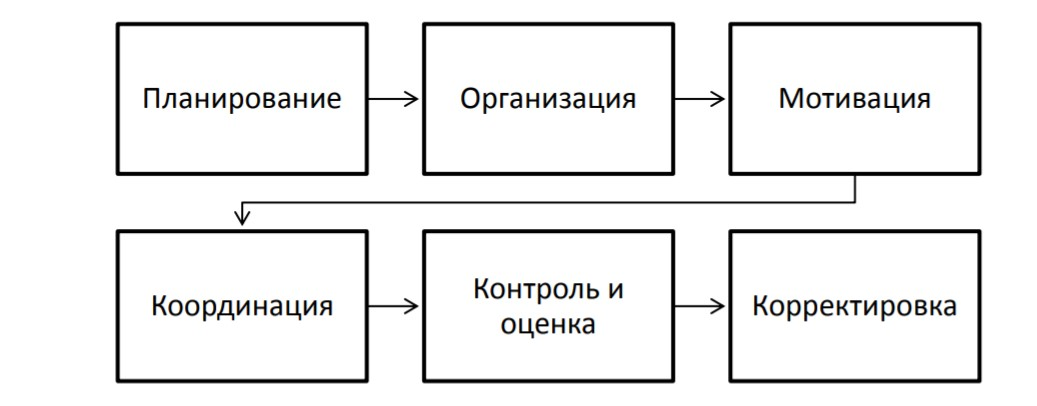 Планирование
Организация
Мотивация
Координация
Контроль и
оценка
Корректировка